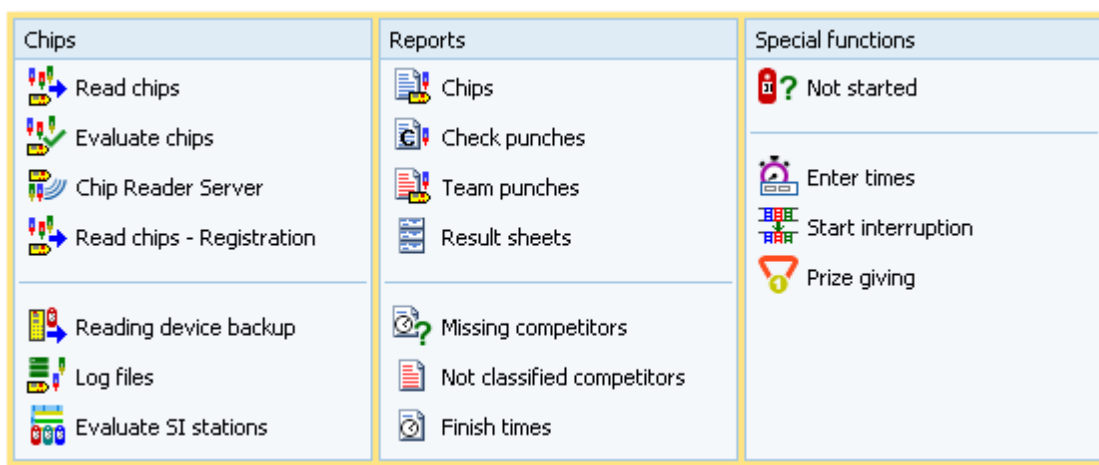 Chips
Read chips
Evaluate chips
Chip Reader Server
Read chips - Registration
Reading device backup
Log files
Evaluate SI stations
Reports
Chips
Check punches
Team punches
Result sheets
Missing competitors
Not classified competitors
Finish times
Special functions
Not started
Enter times
Start interruption
Prize giving